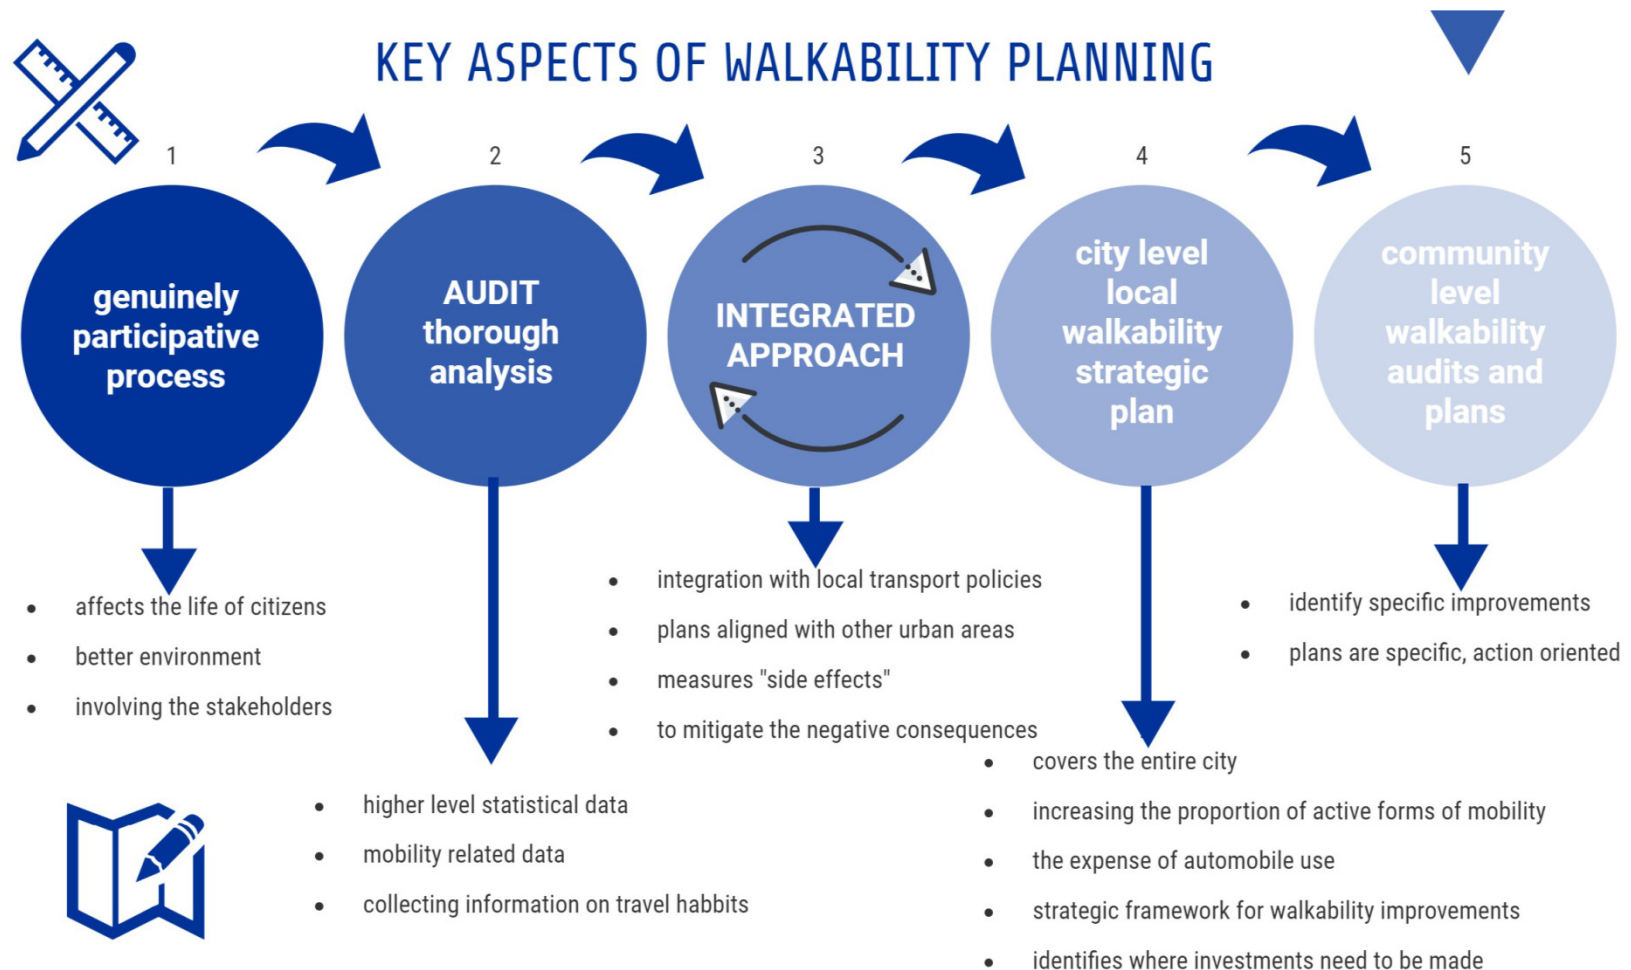 KEY ASPECTS OF WALKABILITY PLANNING
1
genuinely
participative
process
affects the life of citizens
better environment
involving the stakeholders
2
AUDIT
thorough
analysis
higher level statistical data
mobility related data
collecting information on travel habbits
3
INTEGRATED
APPROACH
integration with local transport policies
plans aligned with other urban areas
measures "side effects"
to mitigate the negative consequences
4
city level
local
walkability
strategic
plan
covers the entire city
increasing the proportion of active forms of mobility
the expense of automobile use
strategic framework for walkability improvements
identifies where investments need to be made
5
community
level
walkability
audits and
plans
identify specific improvements
plans are specific, action oriented